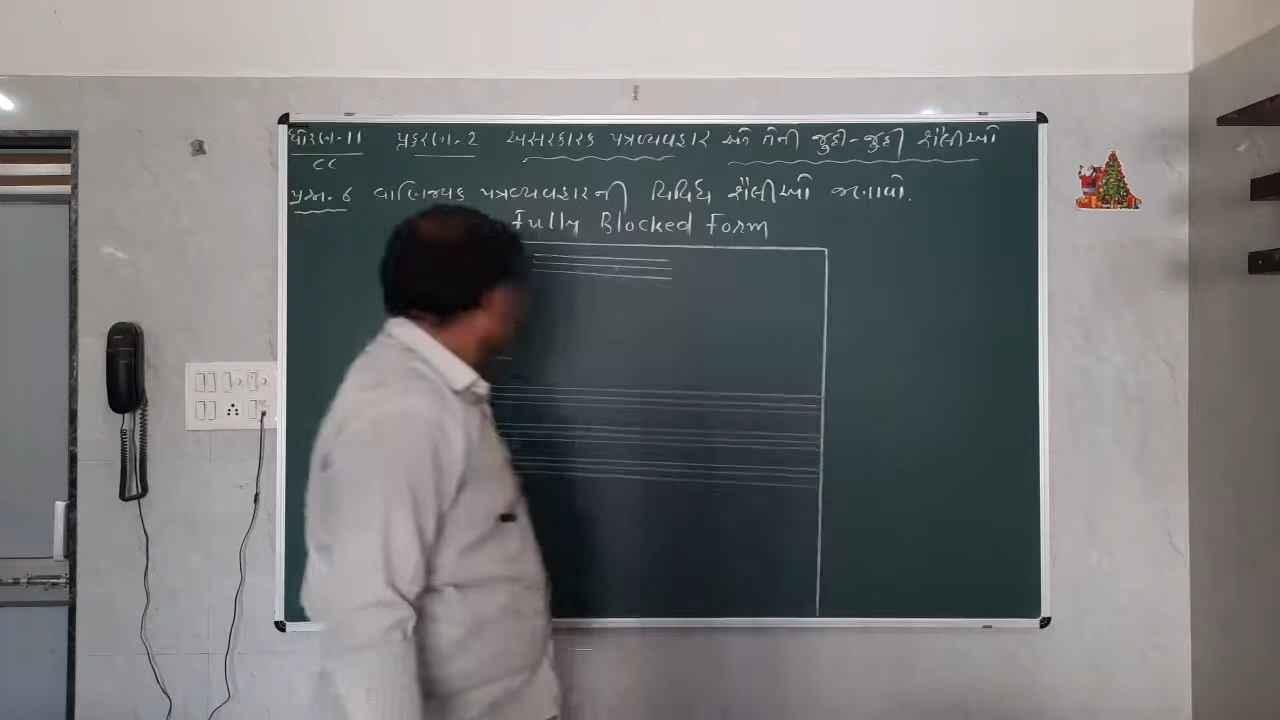 ધોરણ-11 પ્રકરણ-2 અસરકારક પત્રવ્યવહાર અને તેની જુદી-જુદી શૈલીઓ
CC
પ્રશ્ન-6 વાણિજ્યક પત્રવ્યવહારની વિવિધ શૈલીઓ જણાવો.
Fully Blocked Form